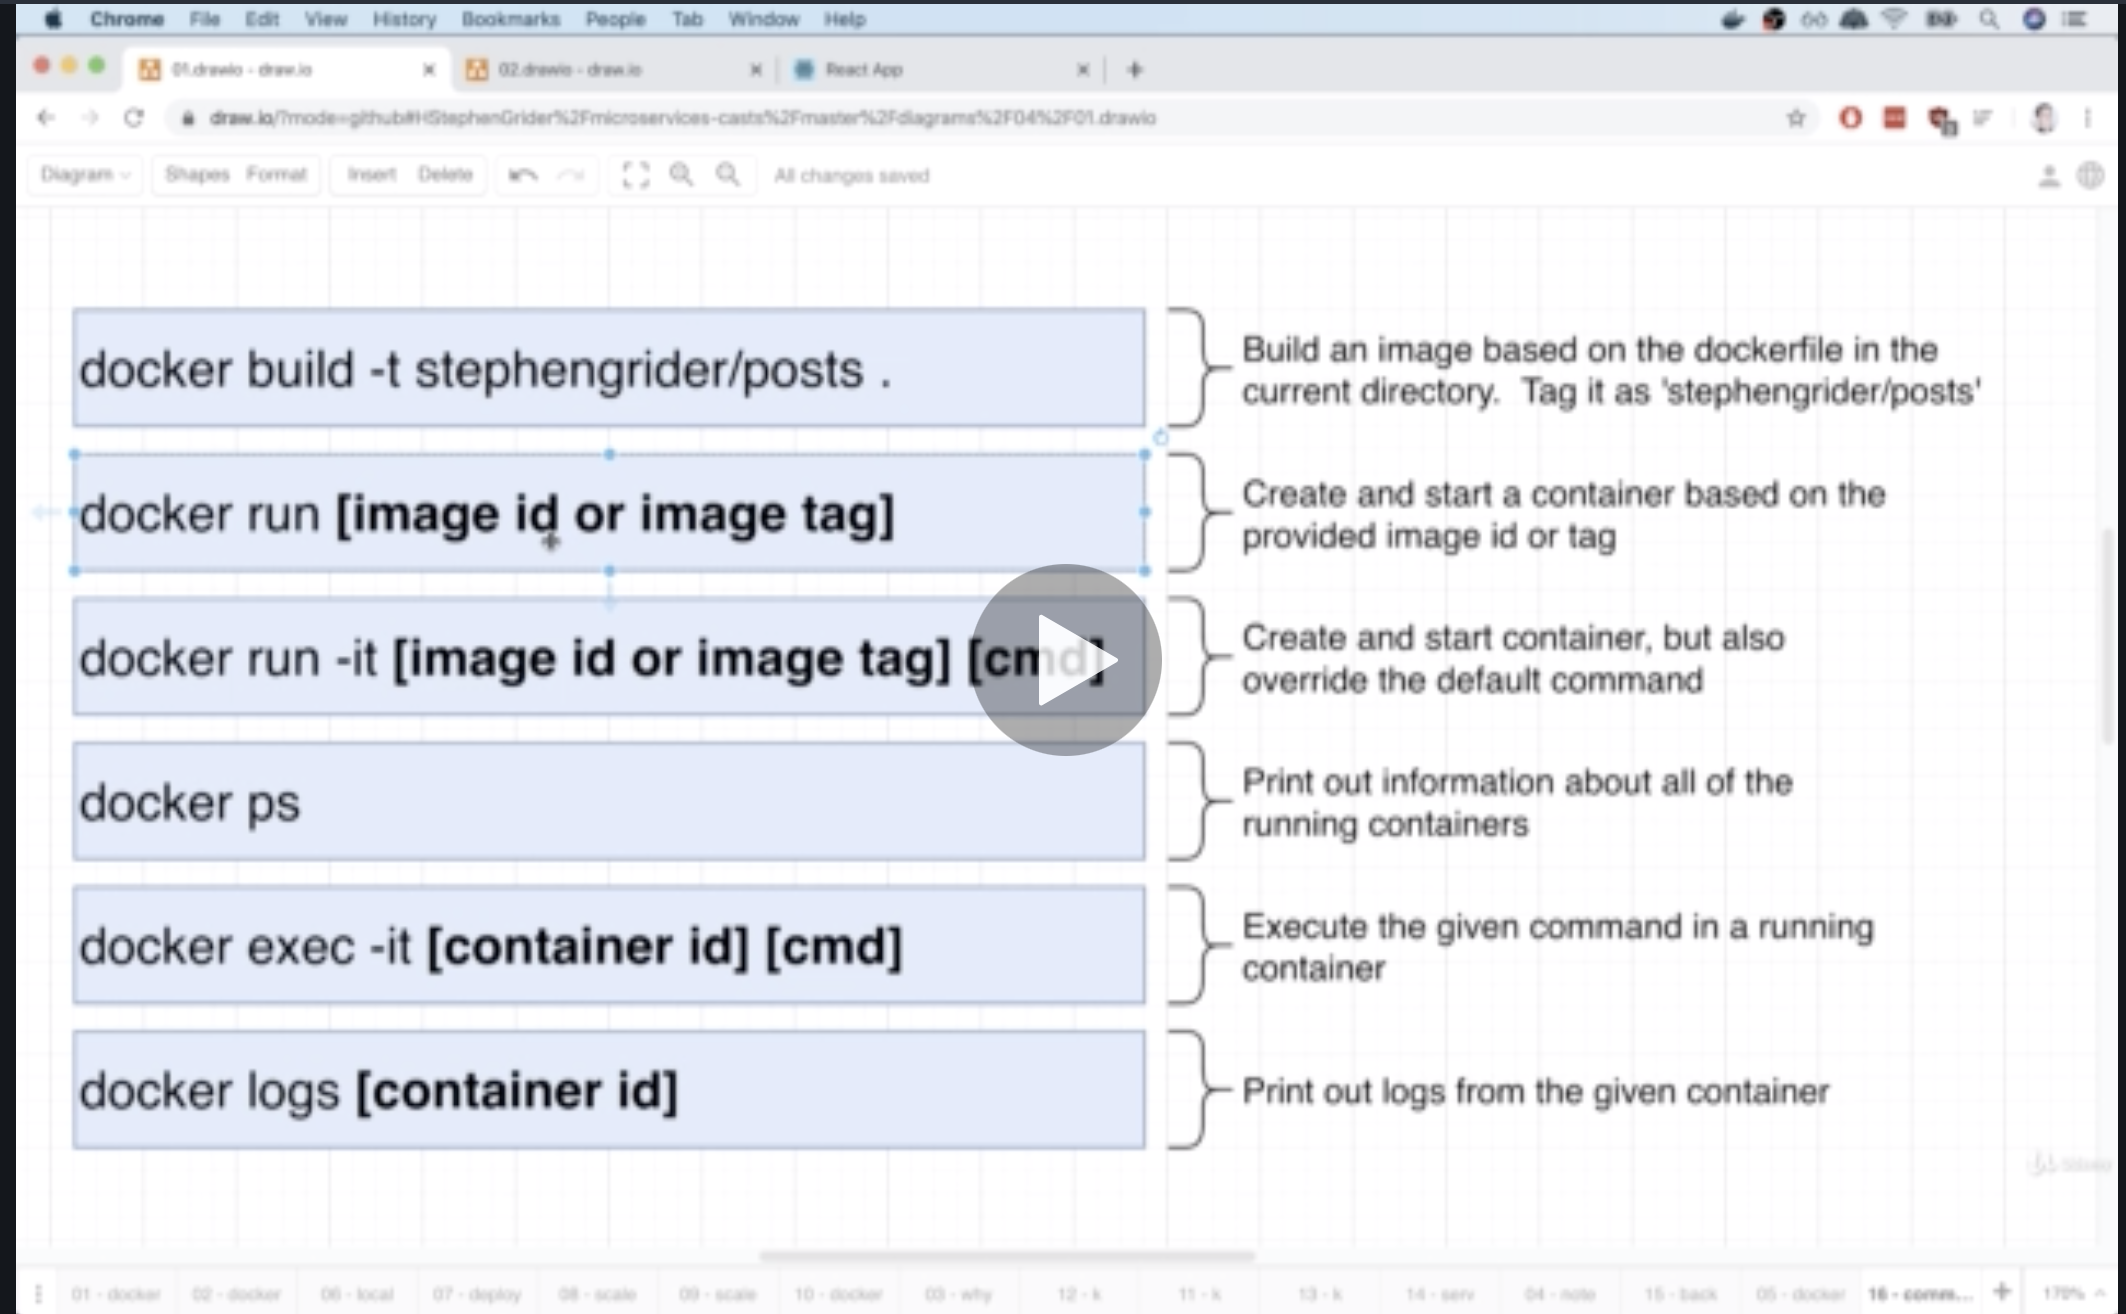 Chrome File Edit View History Bookmarks People Tab Window Help
01.drawio - draw.io
02.drawio - draw.io
React App
draw.io/?mode=github#HStephenGrider%2Fmicroservices-casts%2Fmaster%2Fdiagrams%2F04%2F01.drawio
Diagram Shapes Format Insert Delete All changes saved
docker build -t stephengrider/posts .
Build an image based on the dockerfile in the
current directory. Tag it as 'stephengrider/posts'
docker run [image id or image tag]
Create and start a container based on the
provided image id or tag
docker run -it [image id or image tag] [cmd]
Create and start container, but also
override the default command
docker ps
Print out information about all of the
running containers
docker exec -it [container id] [cmd]
Execute the given command in a running
container
docker logs [container id]
Print out logs from the given container
01 - docker 02 - docker 06 - local 07 - deploy 08 - scale 09 - scale 10 - docker 03 - why 12 - k 11 - k 13 - k 14 - serv 04 - note 15 - back 05 - docker 16 - comm... 170%